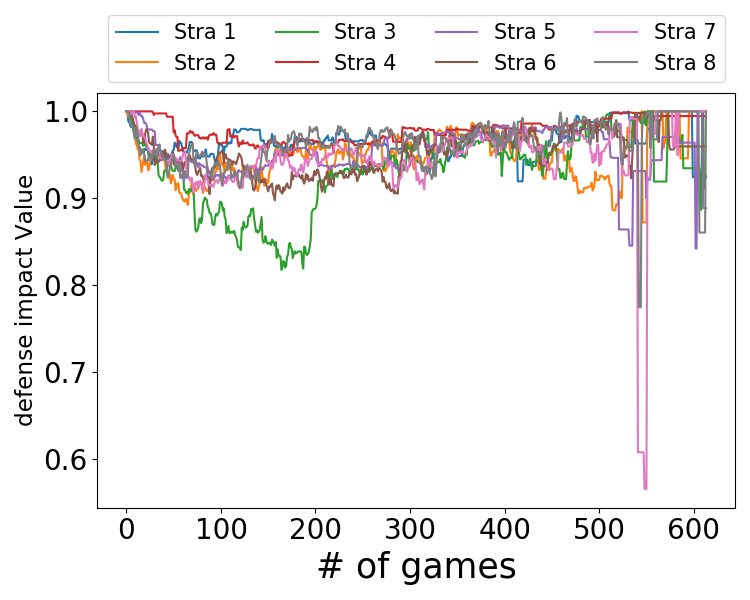 Stra 1 Stra 3 Stra 5 Stra 7
Stra 2 Stra 4 Stra 6 Stra 8
1.0
0.9
0.8
0.7
0.6
defense impact Value
0 100 200 300 400 500 600
# of games